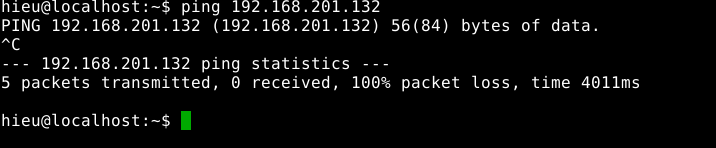 hieu@localhost:~$ ping 192.168.201.132
PING 192.168.201.132 (192.168.201.132) 56(84) bytes of data.
^C
--- 192.168.201.132 ping statistics ---
5 packets transmitted, 0 received, 100% packet loss, time 4011ms
hieu@localhost:~$